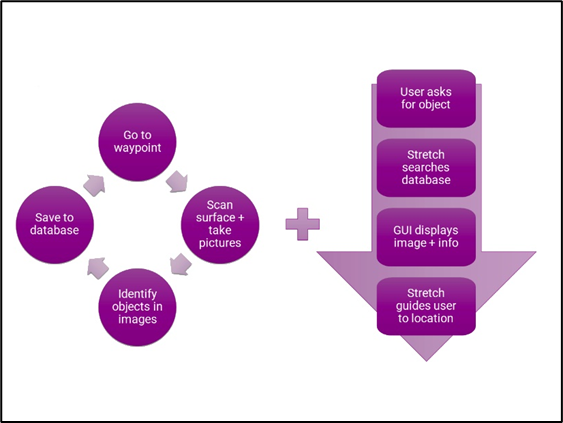 Go to
waypoint
Scan
surface +
take
pictures
Identify
objects in
images
Save to
database
User asks
for object
Stretch
searches
database
GUI displays
image + info
Stretch
guides user
to location